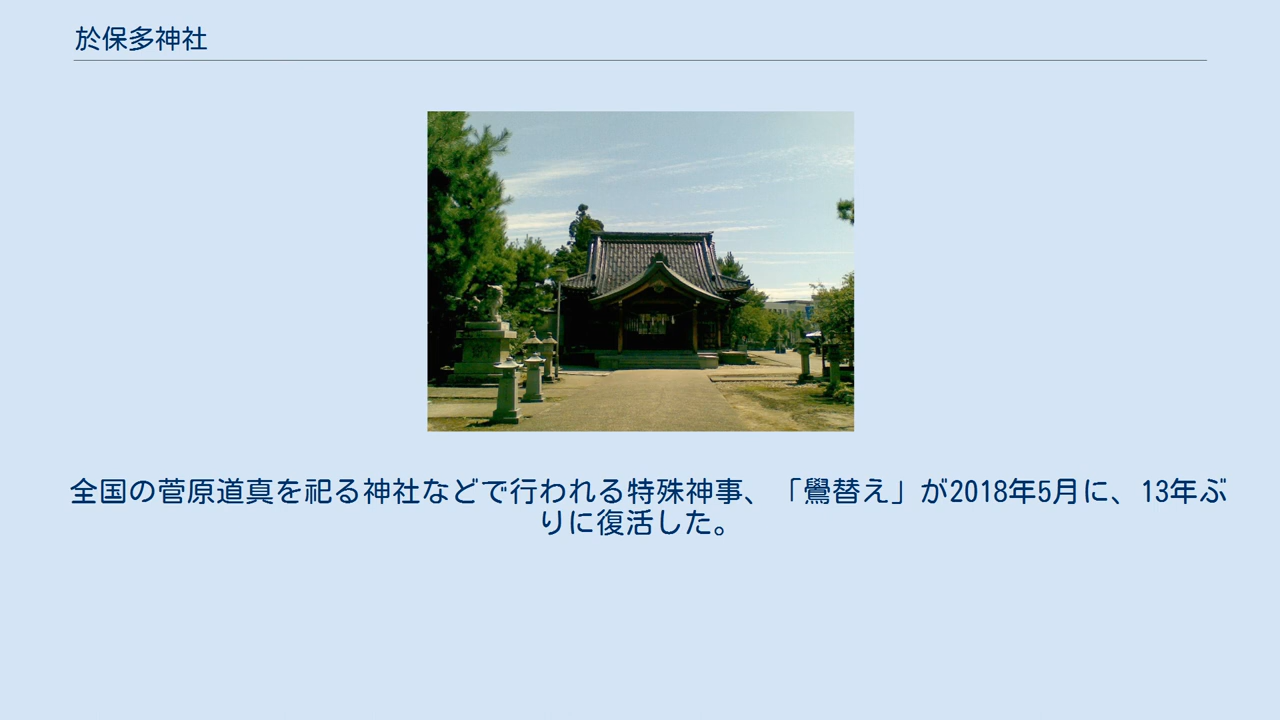 於保多神社
全国の菅原道真を祀る神社などで行われる特殊神事、「鷽替え」が2018年5月に、13年ぶ
りに復活した。